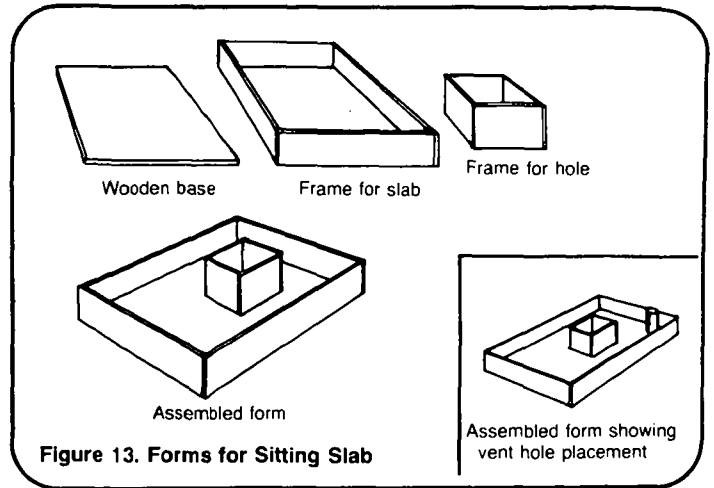 Wooden base
Frame for slab
Frame for hole
Assembled form
Assembled form showing
vent hole placement
Figure 13. Forms for Sitting Slab